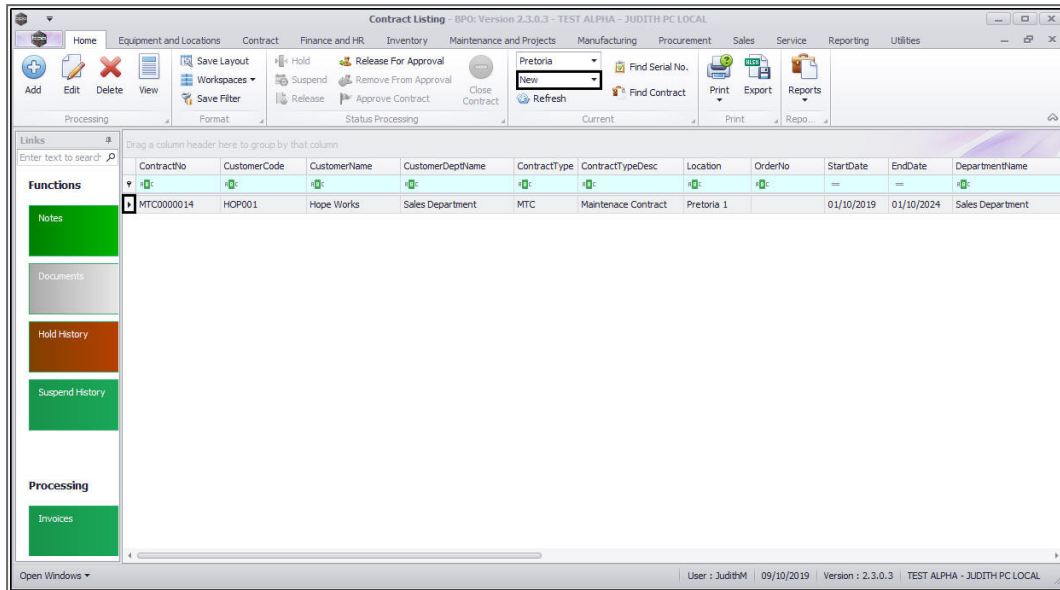 Contract Listing - BPO: Version 2.3.0.3 - TEST ALPHA - JUDITH PC LOCAL
Home Equipment and Locations Contract Finance and HR Inventory Maintenance and Projects Manufacturing Procurement Sales Service Reporting Utilities
Add Edit Delete View
Save Layout
Workspaces
Save Filter
Hold
Suspend
Release
Release For Approval
Remove From Approval
Approve Contract
Close Contract
Pretoria
New
Refresh
Find Serial No.
Find Contract
Print Export Reports
Processing Format Status Processing Current Print Repo...
Links
Drag a column header here to group by that column
Enter text to search
ContractNo CustomerCode CustomerName CustomerDeptName ContractType ContractTypeDesc Location OrderNo StartDate EndDate DepartmentName
MTC0000014 HOP001 Hope Works Sales Department MTC Maintenace Contract Pretoria 1 01/10/2019 01/10/2024 Sales Department
Functions
Notes
Documents
Hold History
Suspend History
Processing
Invoices
Open Windows User : JudithM 09/10/2019 Version : 2.3.0.3 TEST ALPHA - JUDITH PC LOCAL